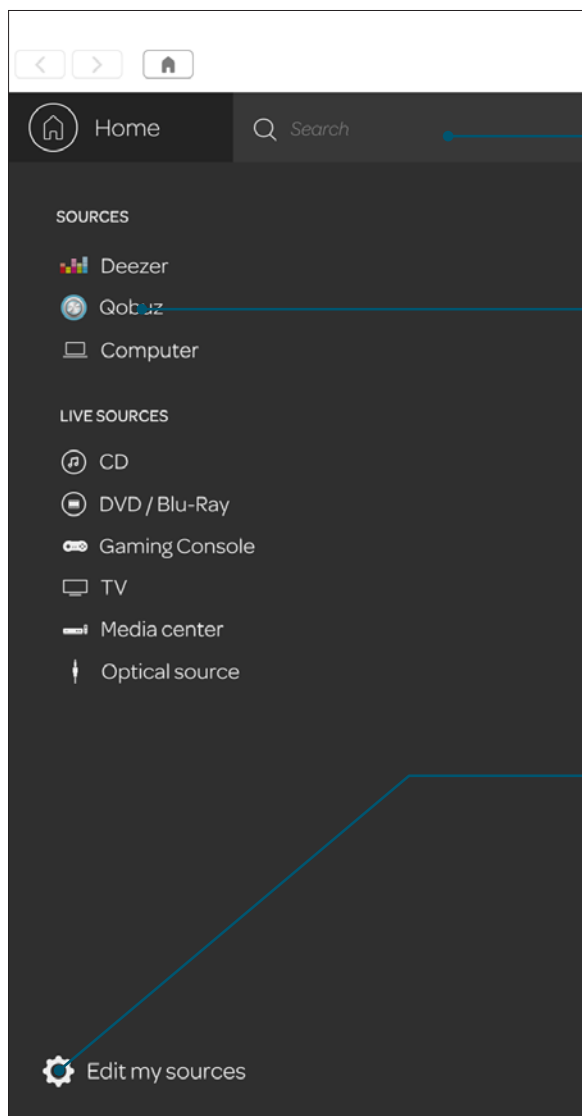 Home
Search
SOURCES
Deezer
Qobuz
Computer
LIVE SOURCES
CD
DVD / Blu-Ray
Gaming Console
TV
Media center
Optical source
Edit my sources